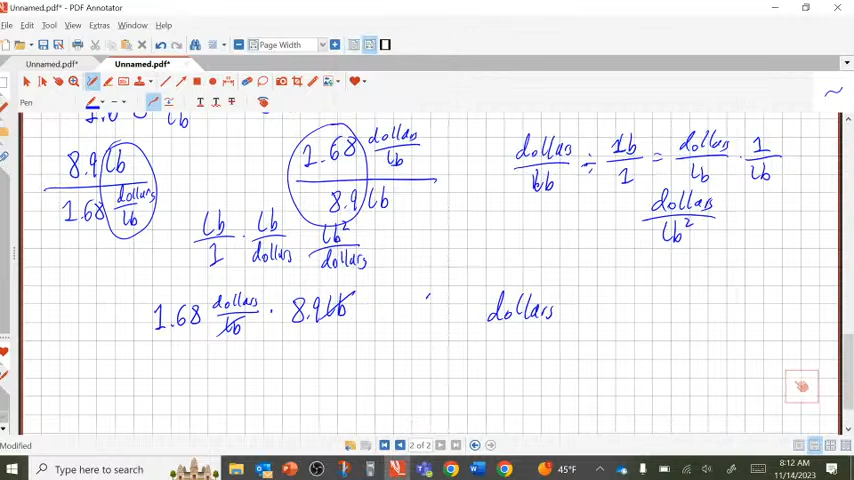 Unnamed.pdf* - PDF Annotator
File Edit Tool Extras Window Help
Page Width
Unnamed.pdf* Unnamed.pdf*
Pen
lb
8.9 lb
1.68 dollars
lb
1.68 dollars
lb
8.9 lb
dollars
lb
÷ 1b
1
= dollars
lb
· 1
lb
dollars
lb²
lb
1
· lb
dollars
lb²
dollars
1.68 dollars
lb
· 8.9 lb
dollars
Modified
2 of 2
Type here to search
45°F
8:12 AM
11/14/2023